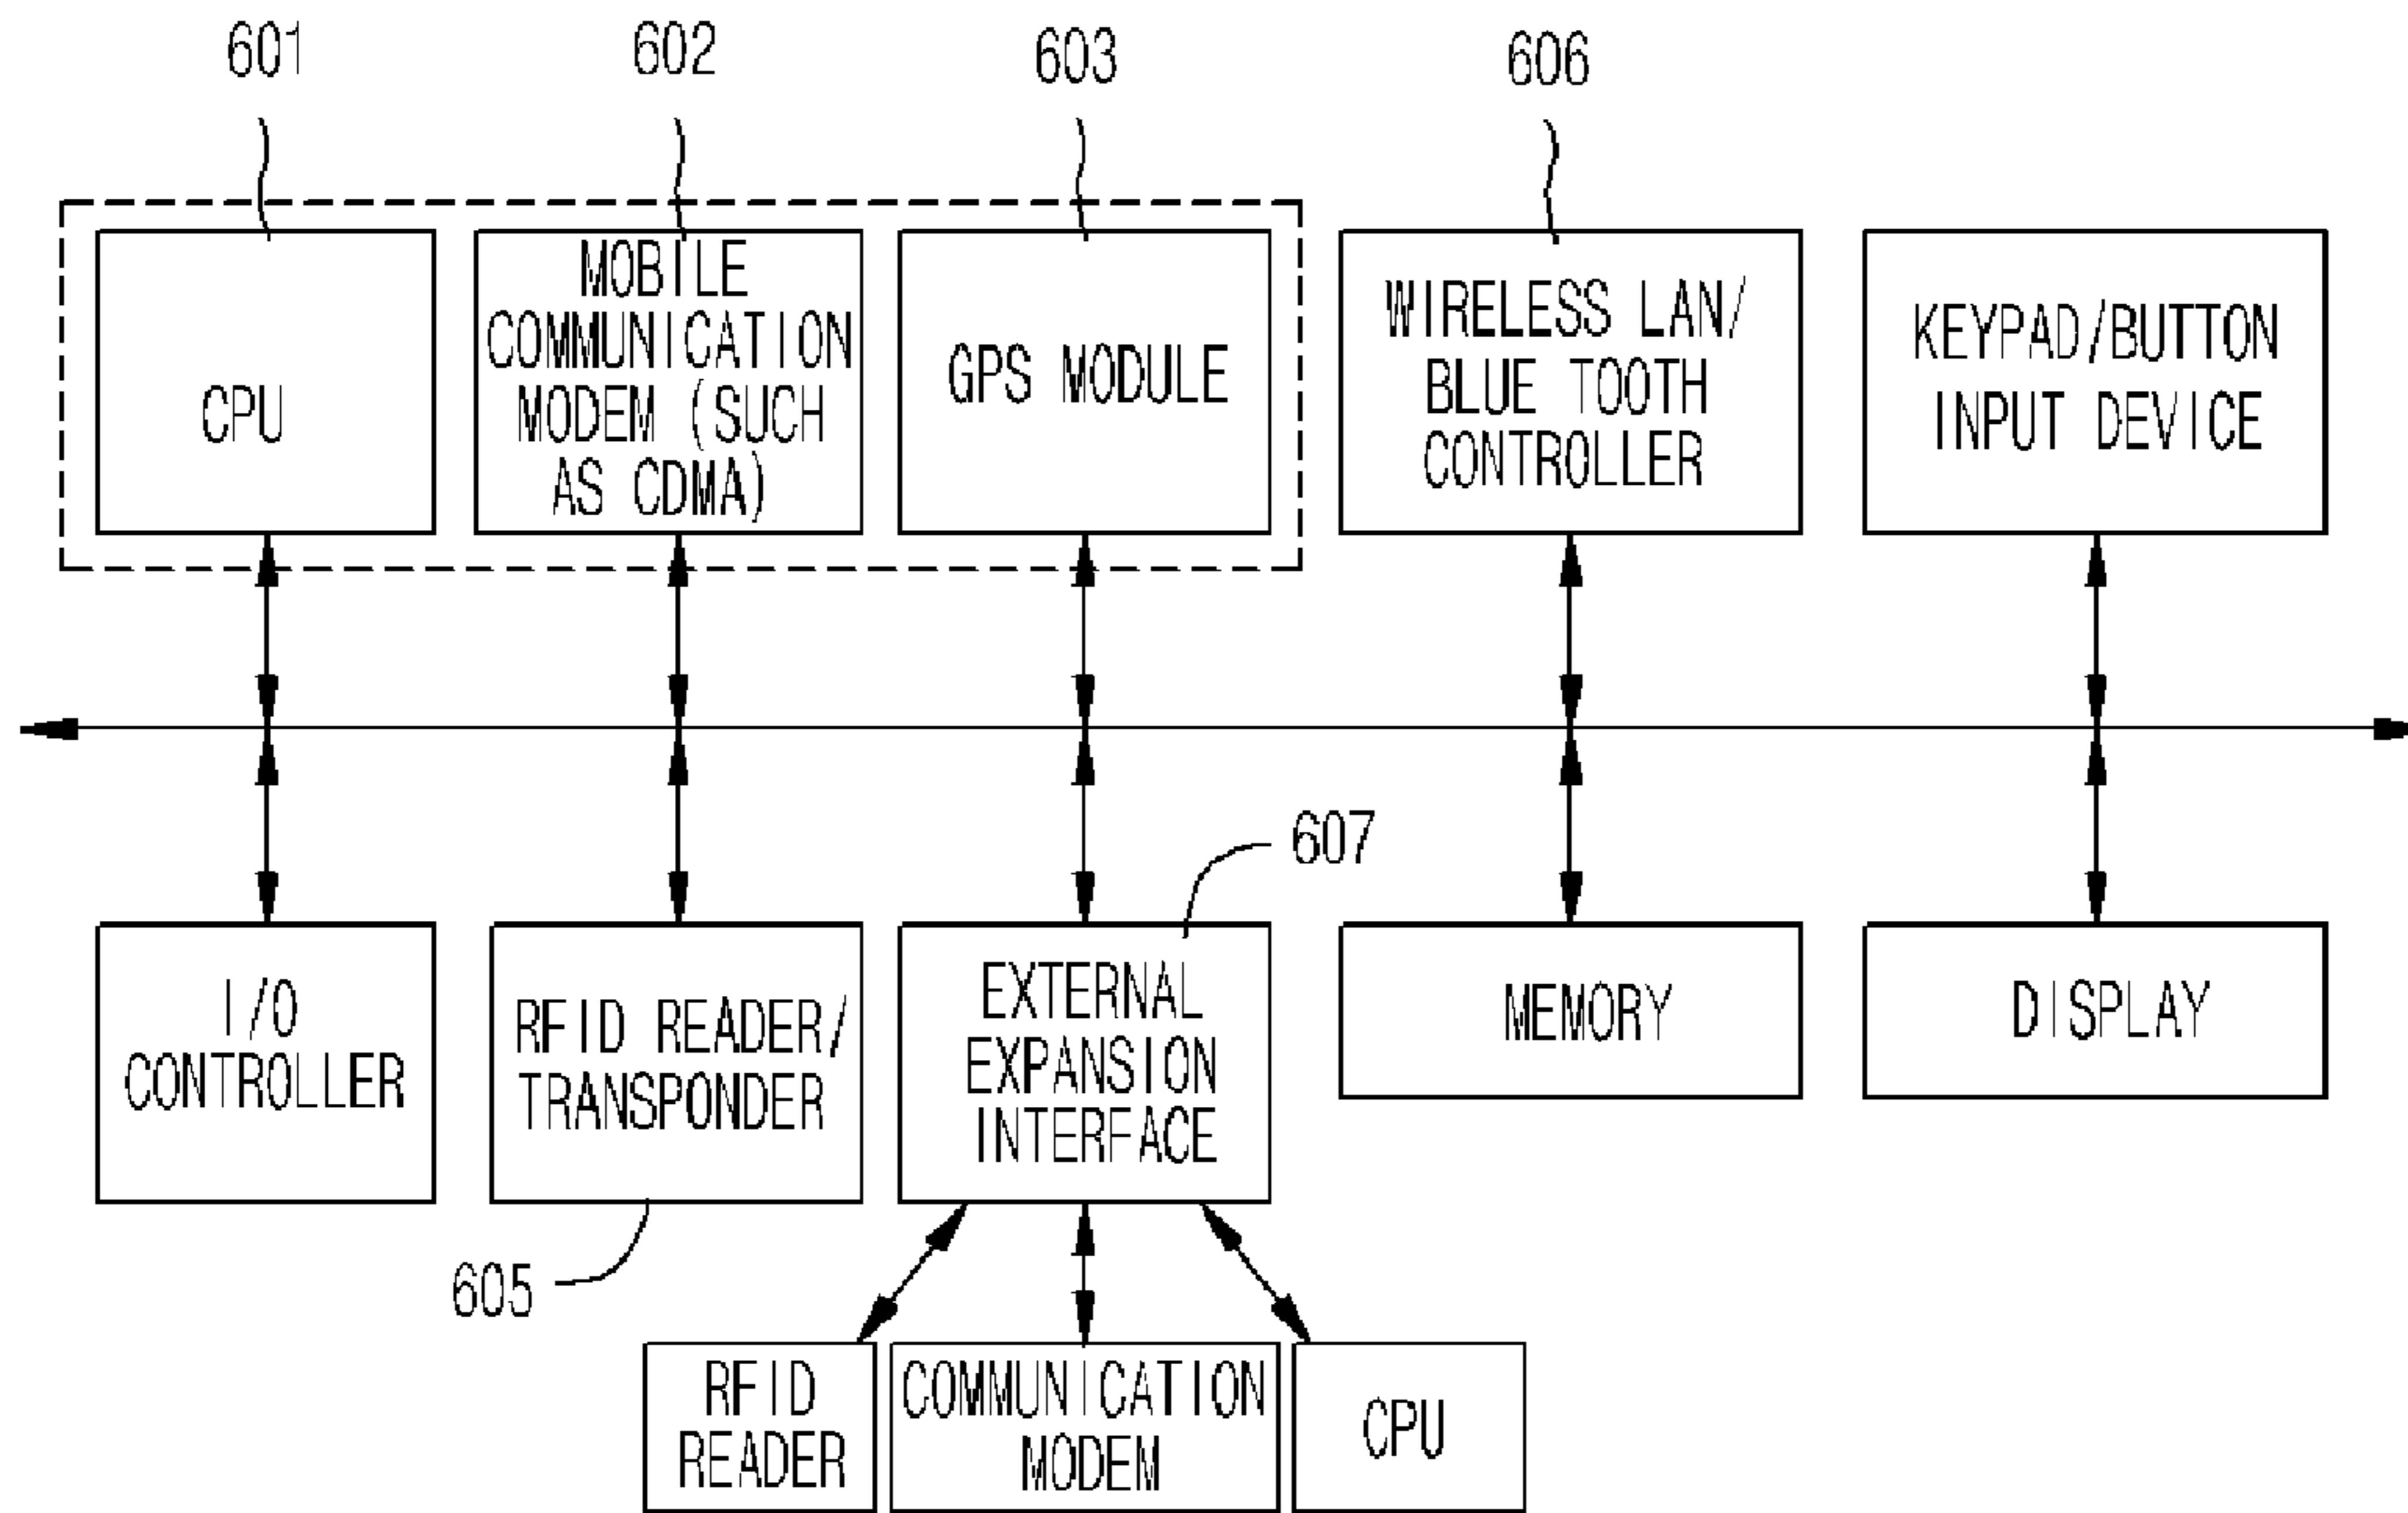 601
602
603
606
CPU
MOBILE
COMMUNICATION
MODEM (SUCH
AS CDMA)
GPS MODULE
WIRELESS LAN/
BLUE TOOTH
CONTROLLER
KEYPAD/BUTTON
INPUT DEVICE
607
I/O
CONTROLLER
RFID READER/
TRANSPONDER
EXTERNAL
EXPANSION
INTERFACE
MEMORY
DISPLAY
605
RFID
READER
COMMUNICATION
MODEM
CPU